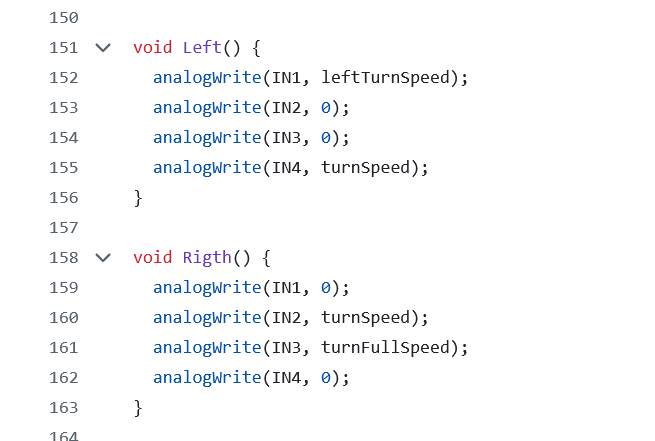 150
151 void Left() {
152 analogWrite(IN1, leftTurnSpeed);
153 analogWrite(IN2, 0);
154 analogWrite(IN3, 0);
155 analogWrite(IN4, turnSpeed);
156 }
157
158 void Rigth() {
159 analogWrite(IN1, 0);
160 analogWrite(IN2, turnSpeed);
161 analogWrite(IN3, turnFullSpeed);
162 analogWrite(IN4, 0);
163 }
164